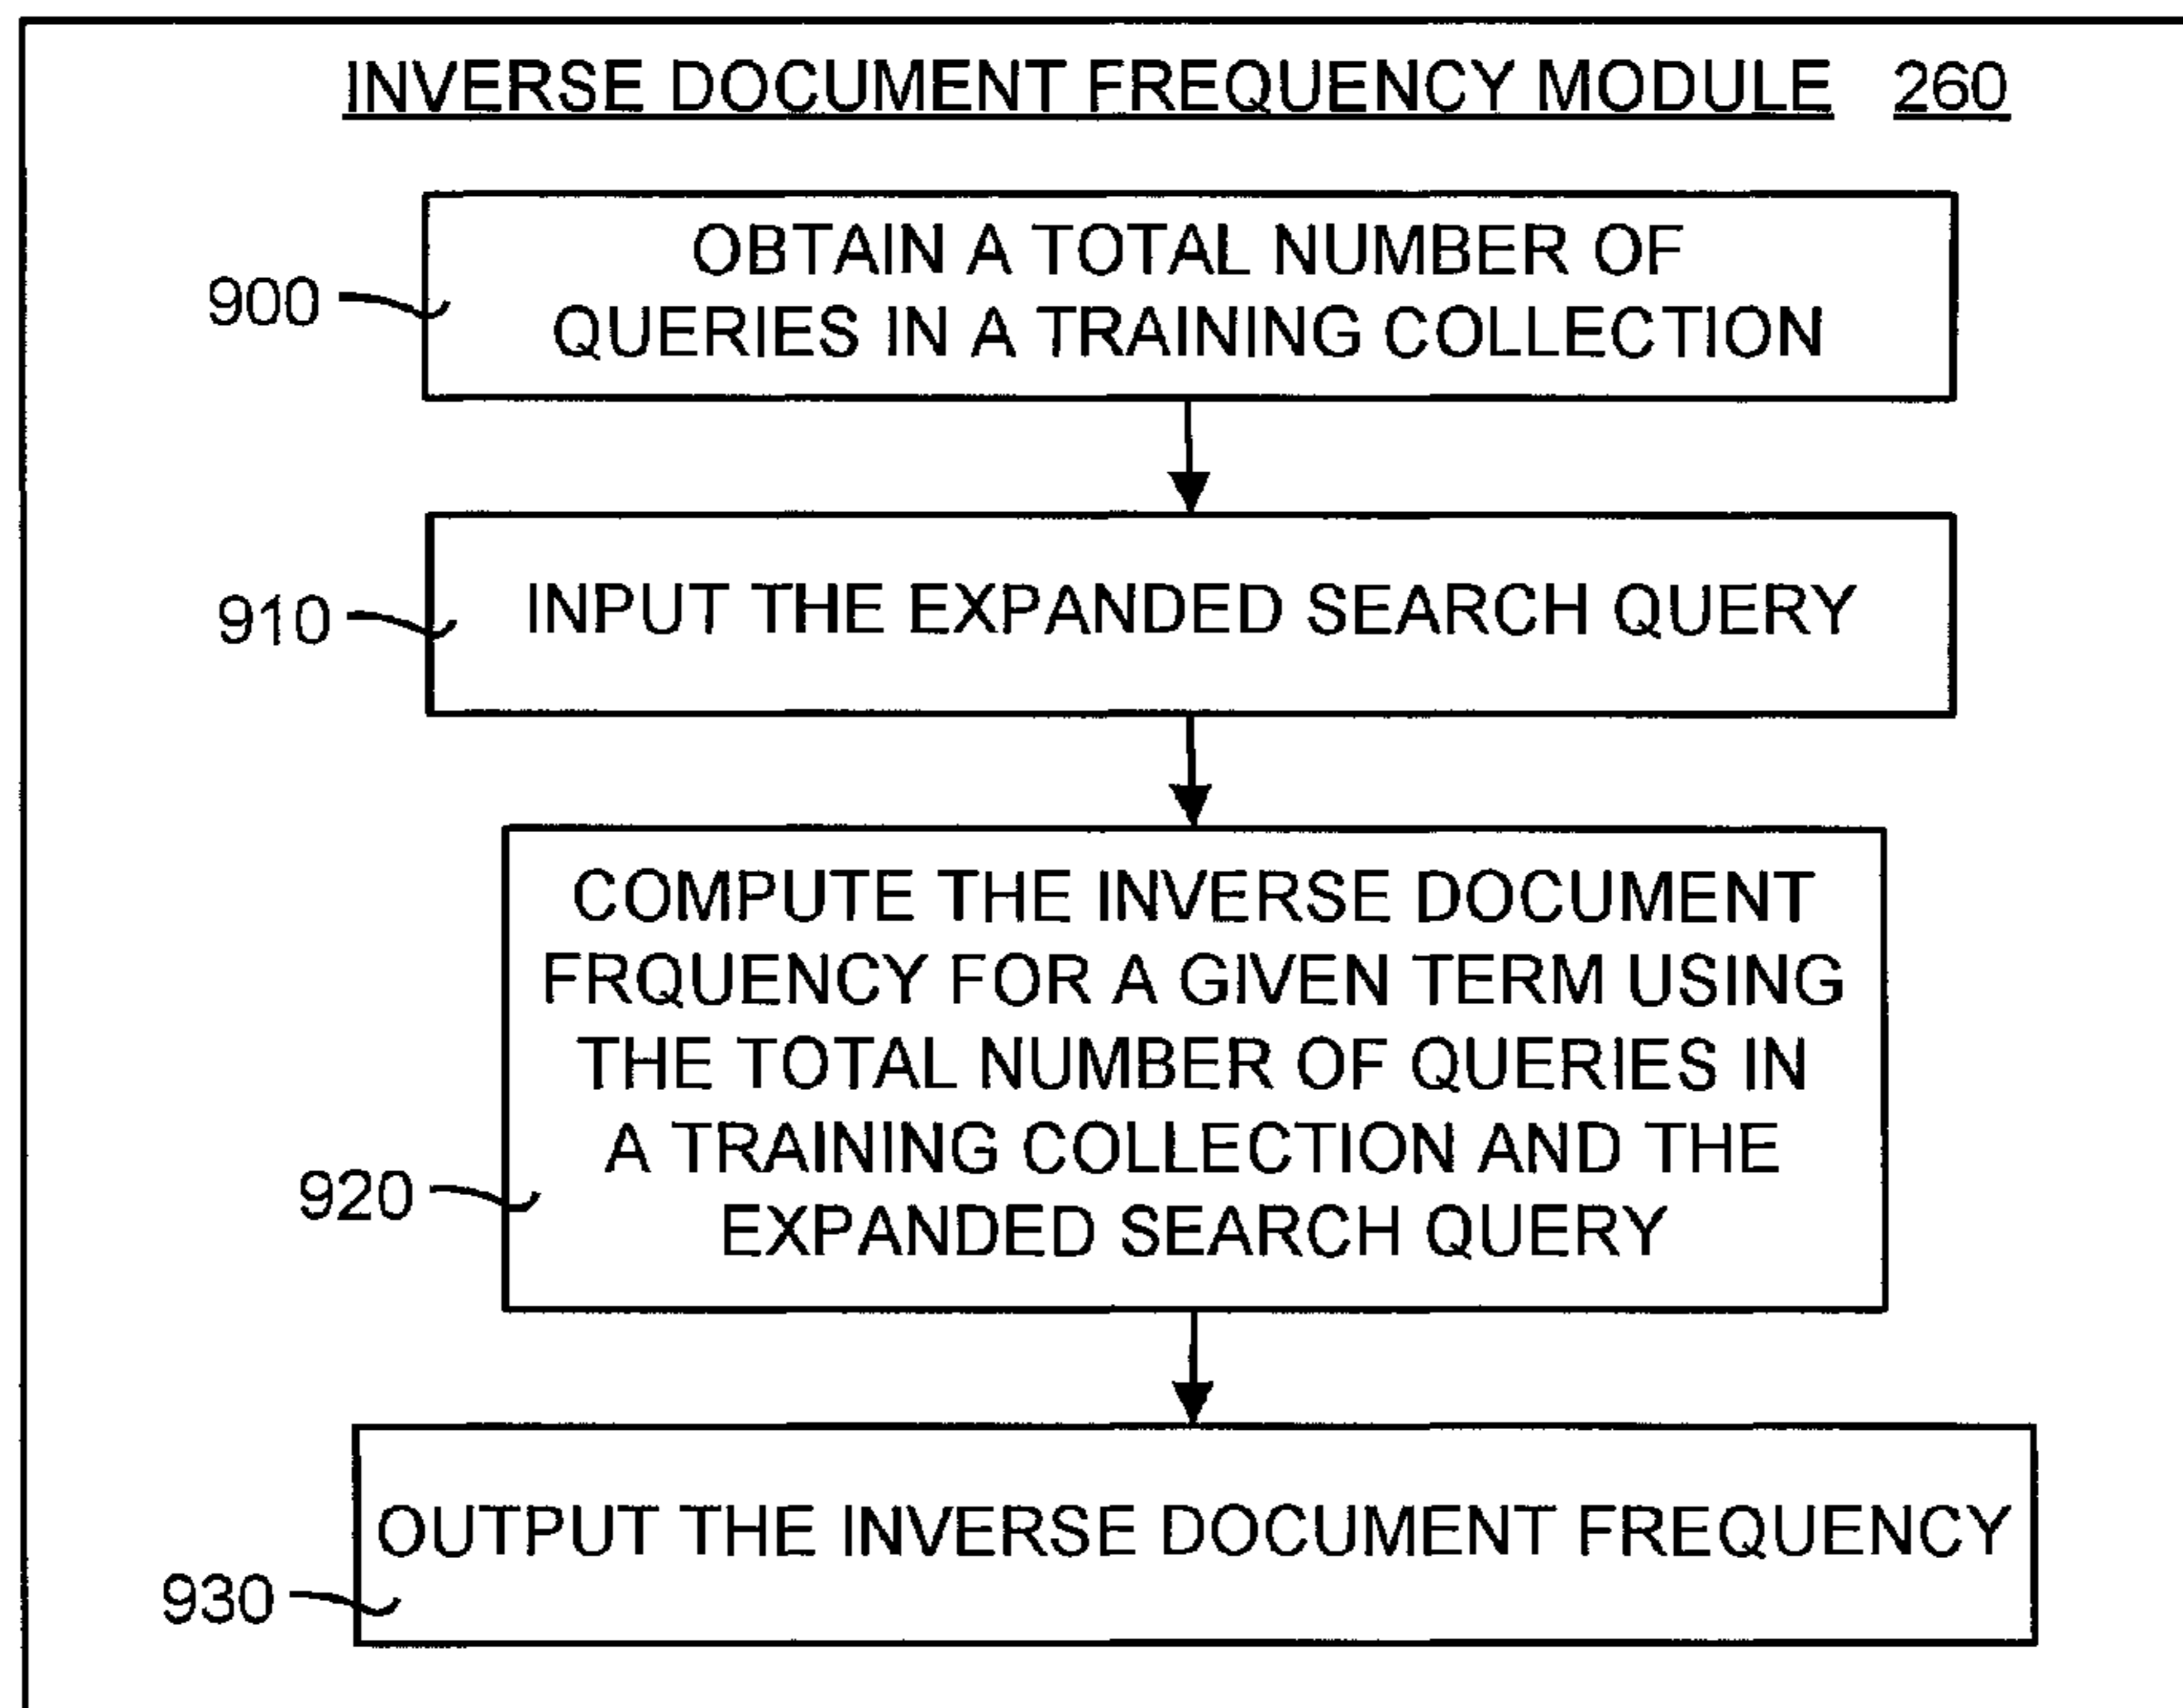 INVERSE DOCUMENT FREQUENCY MODULE 260
OBTAIN A TOTAL NUMBER OF
QUERIES IN A TRAINING COLLECTION
900
INPUT THE EXPANDED SEARCH QUERY
910
COMPUTE THE INVERSE DOCUMENT
FRQUENCY FOR A GIVEN TERM USING
THE TOTAL NUMBER OF QUERIES IN
A TRAINING COLLECTION AND THE
EXPANDED SEARCH QUERY
920
OUTPUT THE INVERSE DOCUMENT FREQUENCY
930